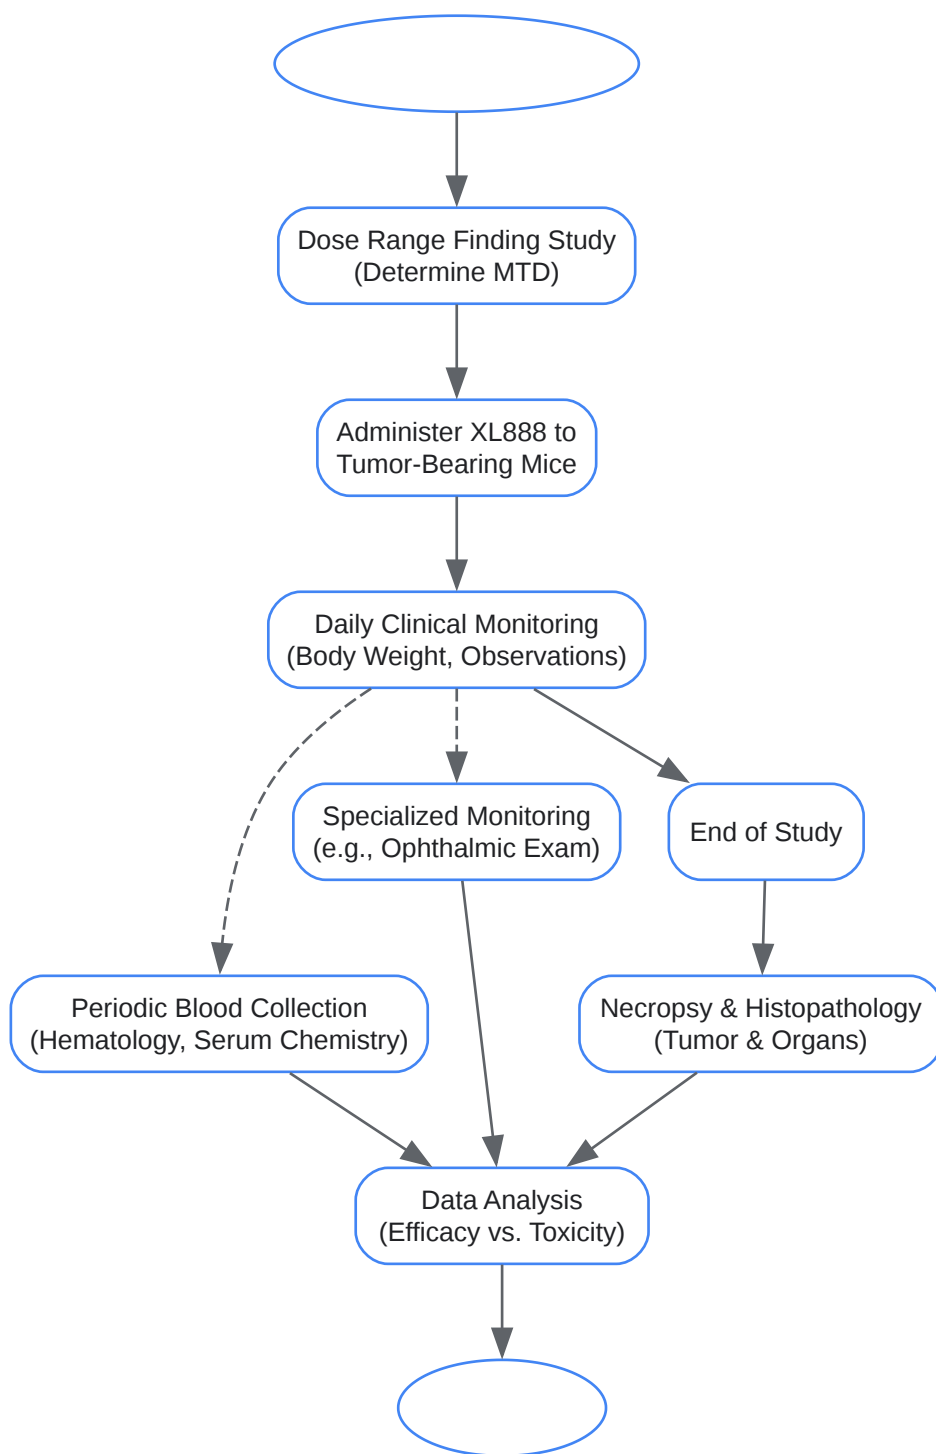 Dose Range Finding Study
(Determine MTD)
Administer XL888 to
Tumor-Bearing Mice
Daily Clinical Monitoring
(Body Weight, Observations)
Specialized Monitoring
(e.g., Ophthalmic Exam)
End of Study
Periodic Blood Collection
(Hematology, Serum Chemistry)
Necropsy & Histopathology
(Tumor & Organs)
Data Analysis
(Efficacy vs. Toxicity)